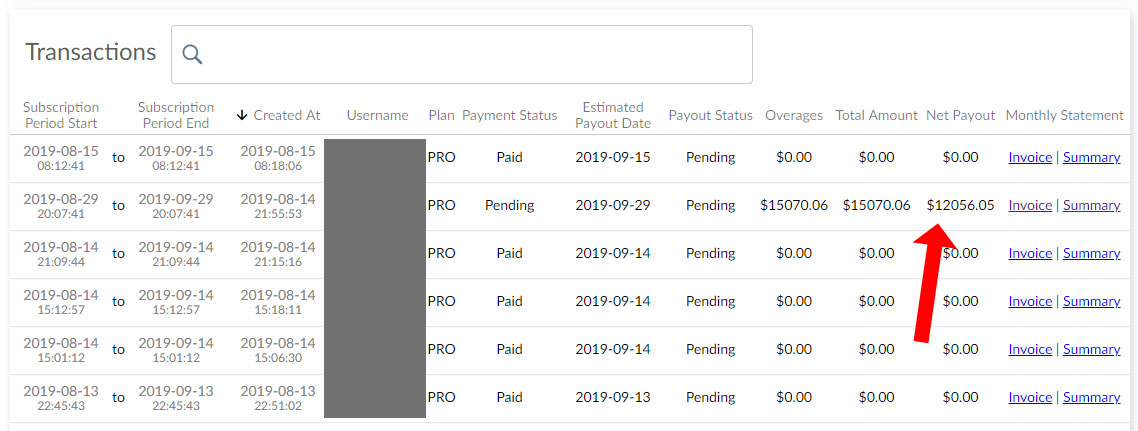 Transactions
Subscription Period Start Subscription Period End Created At Username Plan Payment Status Estimated Payout Date Payout Status Overages Total Amount Net Payout Monthly Statement
2019-08-15 08:12:41 to 2019-09-15 08:12:41 2019-08-15 08:18:06 PRO Paid 2019-09-15 Pending $0.00 $0.00 $0.00 Invoice | Summary
2019-08-29 20:07:41 to 2019-09-29 20:07:41 2019-08-14 21:55:53 PRO Pending 2019-09-29 Pending $15070.06 $15070.06 $12056.05 Invoice | Summary
2019-08-14 21:09:44 to 2019-09-14 21:09:44 2019-08-14 21:15:16 PRO Paid 2019-09-14 Pending $0.00 $0.00 $0.00 Invoice | Summary
2019-08-14 15:12:57 to 2019-09-14 15:12:57 2019-08-14 15:18:11 PRO Paid 2019-09-14 Pending $0.00 $0.00 $0.00 Invoice | Summary
2019-08-14 15:01:12 to 2019-09-14 15:01:12 2019-08-14 15:06:30 PRO Paid 2019-09-14 Pending $0.00 $0.00 $0.00 Invoice | Summary
2019-08-13 22:45:43 to 2019-09-13 22:45:43 2019-08-13 22:51:02 PRO Paid 2019-09-13 Pending $0.00 $0.00 $0.00 Invoice | Summary